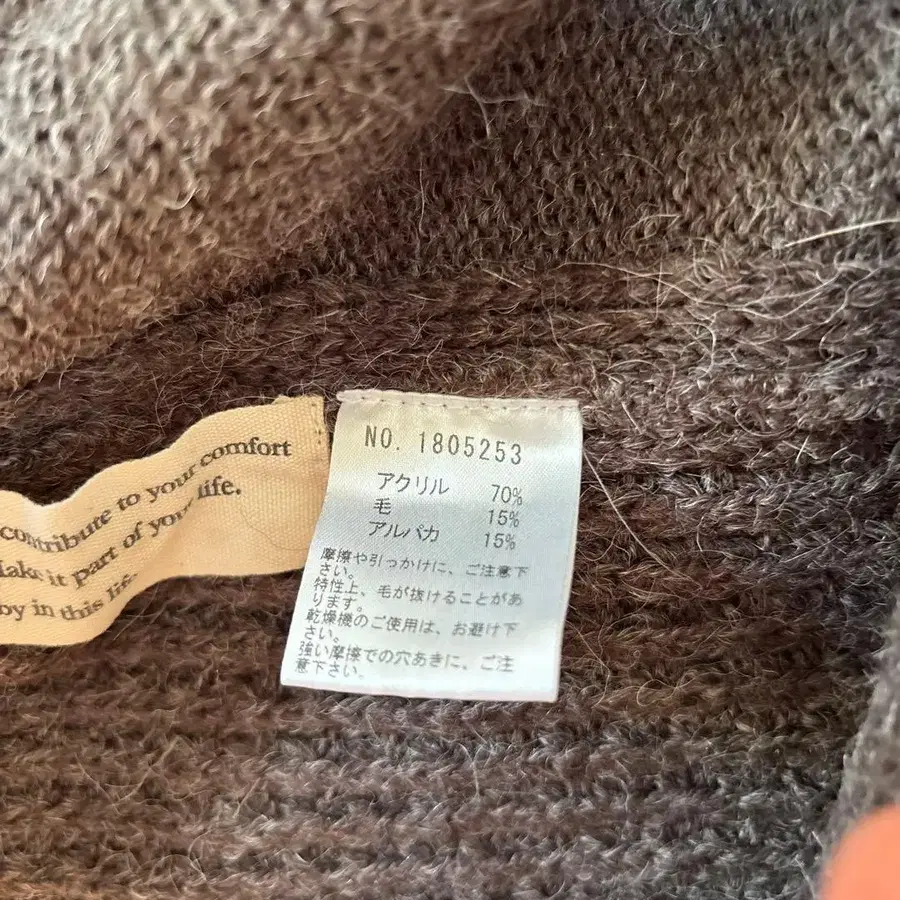 contribute to your comfort
ake it part of your life.
oy in this life.
NO. 1805253
アクリル 70%
毛 15%
アルパカ 15%
摩擦や引っかけに、ご注意下
さい。
特性上、毛が抜けることがあ
ります。
乾燥機のご使用は、お避け下
さい。
強い摩擦での穴あきに、ご注
意下さい。